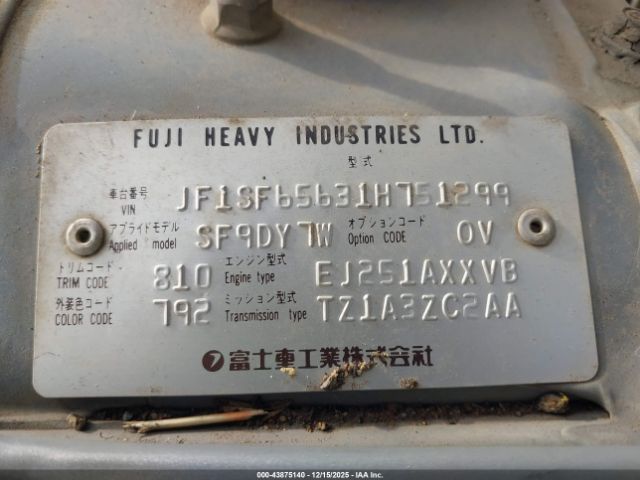 FUJI HEAVY INDUSTRIES LTD.
型式
車台番号 VIN JF1SF65631H751299
アプライドモデル Applied model SF9DY7W オプションコード Option CODE 0V
トリムコード TRIM CODE 810 エンジン型式 Engine type EJ251AXXVB
外装色コード COLOR CODE 792 ミッション型式 Transmission type TZ1A3ZC2AA
富士重工業株式会社
000-43875140 - 12/15/2025 - IAA Inc.